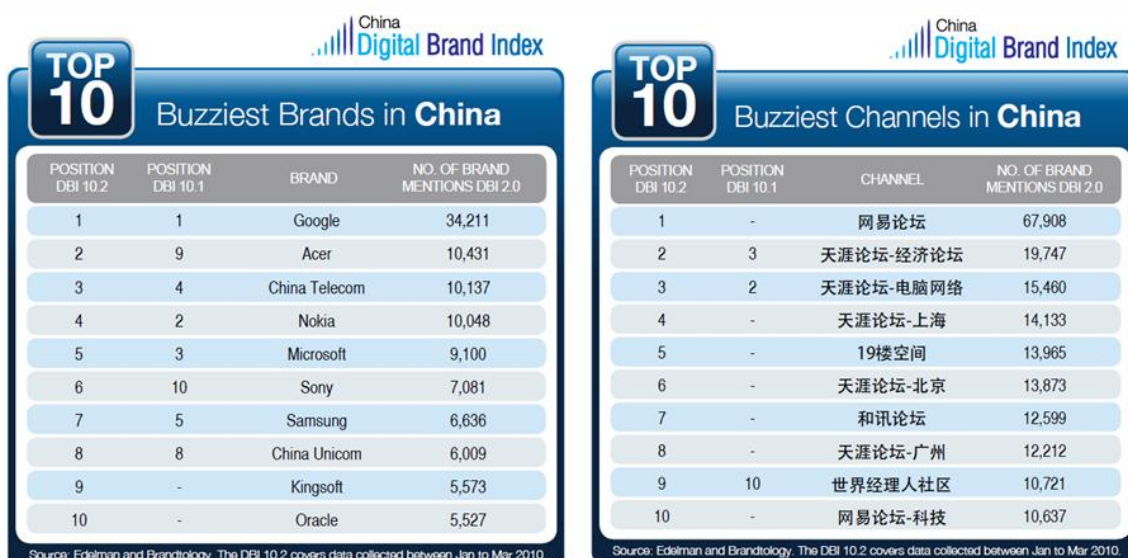 China
Digital Brand Index
TOP
10
Buzziest Brands in China
POSITION DBI 10.2 POSITION DBI 10.1 BRAND NO. OF BRAND MENTIONS DBI 2.0
1 1 Google 34,211
2 9 Acer 10,431
3 4 China Telecom 10,137
4 2 Nokia 10,048
5 3 Microsoft 9,100
6 10 Sony 7,081
7 5 Samsung 6,636
8 8 China Unicom 6,009
9 - Kingsoft 5,573
10 - Oracle 5,527
Source: Edelman and Brandtology. The DBI 10.2 covers data collected between Jan to Mar 2010.
China
Digital Brand Index
TOP
10
Buzziest Channels in China
POSITION DBI 10.2 POSITION DBI 10.1 CHANNEL NO. OF BRAND MENTIONS DBI 2.0
1 - 网易论坛 67,908
2 3 天涯论坛-经济论坛 19,747
3 2 天涯论坛-电脑网络 15,460
4 - 天涯论坛-上海 14,133
5 - 19楼空间 13,965
6 - 天涯论坛-北京 13,873
7 - 和讯论坛 12,599
8 - 天涯论坛-广州 12,212
9 10 世界经理人社区 10,721
10 - 网易论坛-科技 10,637
Source: Edelman and Brandtology. The DBI 10.2 covers data collected between Jan to Mar 2010.